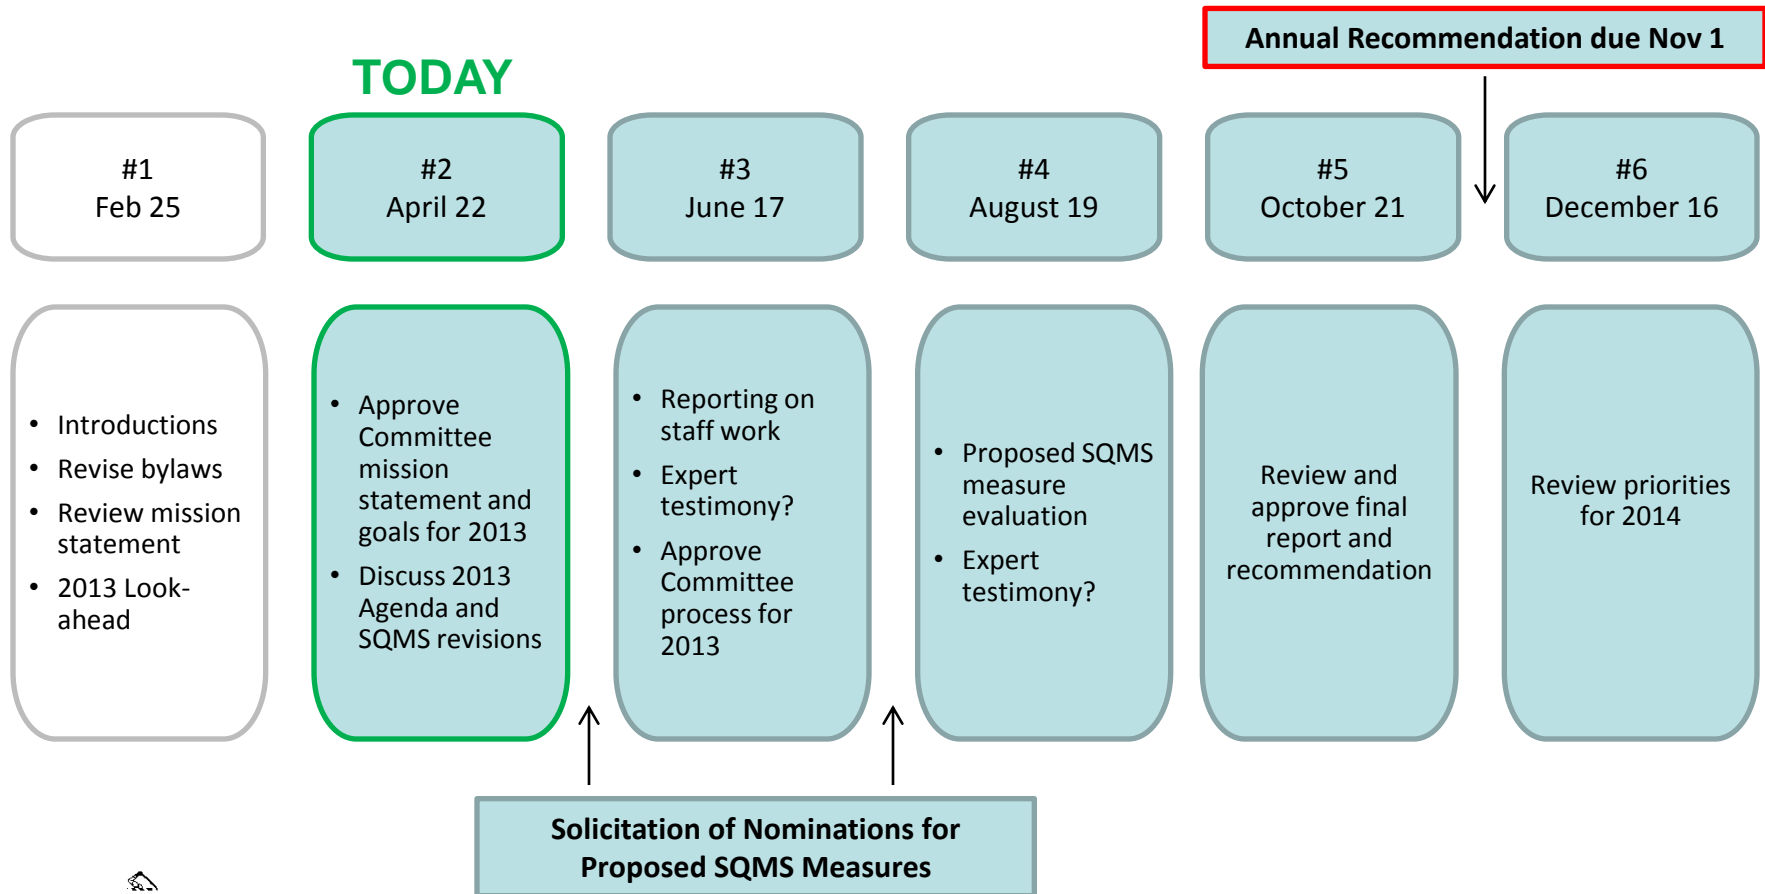 Annual Recommendation due Nov 1
TODAY
#1
Feb 25
#2
April 22
#3
June 17
#4
August 19
#5
October 21
#6
December 16
• Introductions
• Revise bylaws
• Review mission
statement
• 2013 Look-
ahead
• Approve
Committee
mission
statement and
goals for 2013
• Discuss 2013
Agenda and
SQMS revisions
• Reporting on
staff work
• Expert
testimony?
• Approve
Committee
process for
2013
• Proposed SQMS
measure
evaluation
• Expert
testimony?
Review and
approve final
report and
recommendation
Review priorities
for 2014
Solicitation of Nominations for
Proposed SQMS Measures